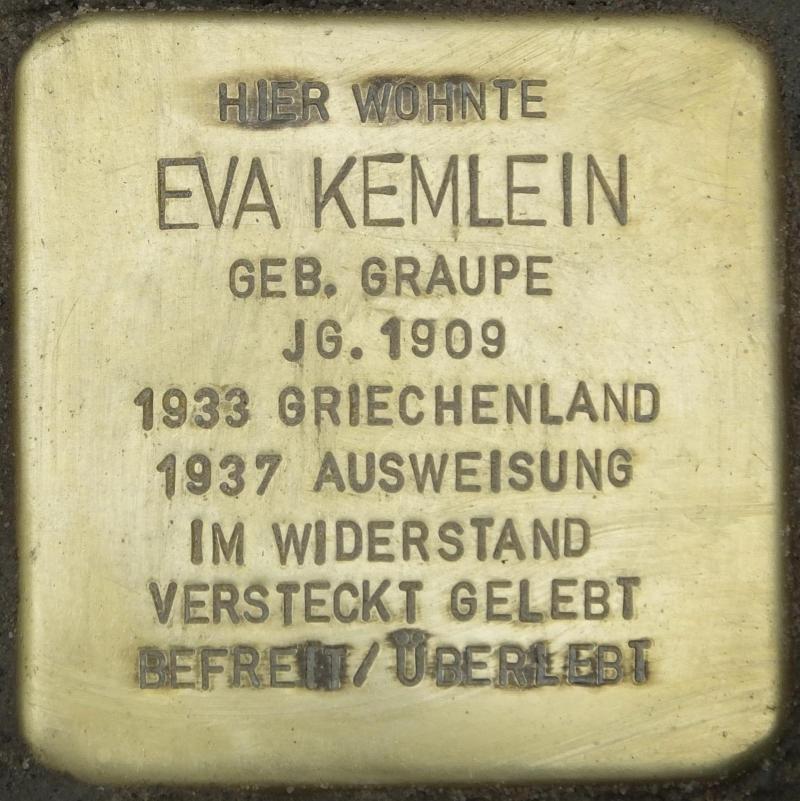 HIER WOHNTE
EVA KEMLEIN
GEB. GRAUPE
JG. 1909
1933 GRIECHENLAND
1937 AUSWEISUNG
IM WIDERSTAND
VERSTECKT GELEBT
BEFREIT/ÜBERLEBT